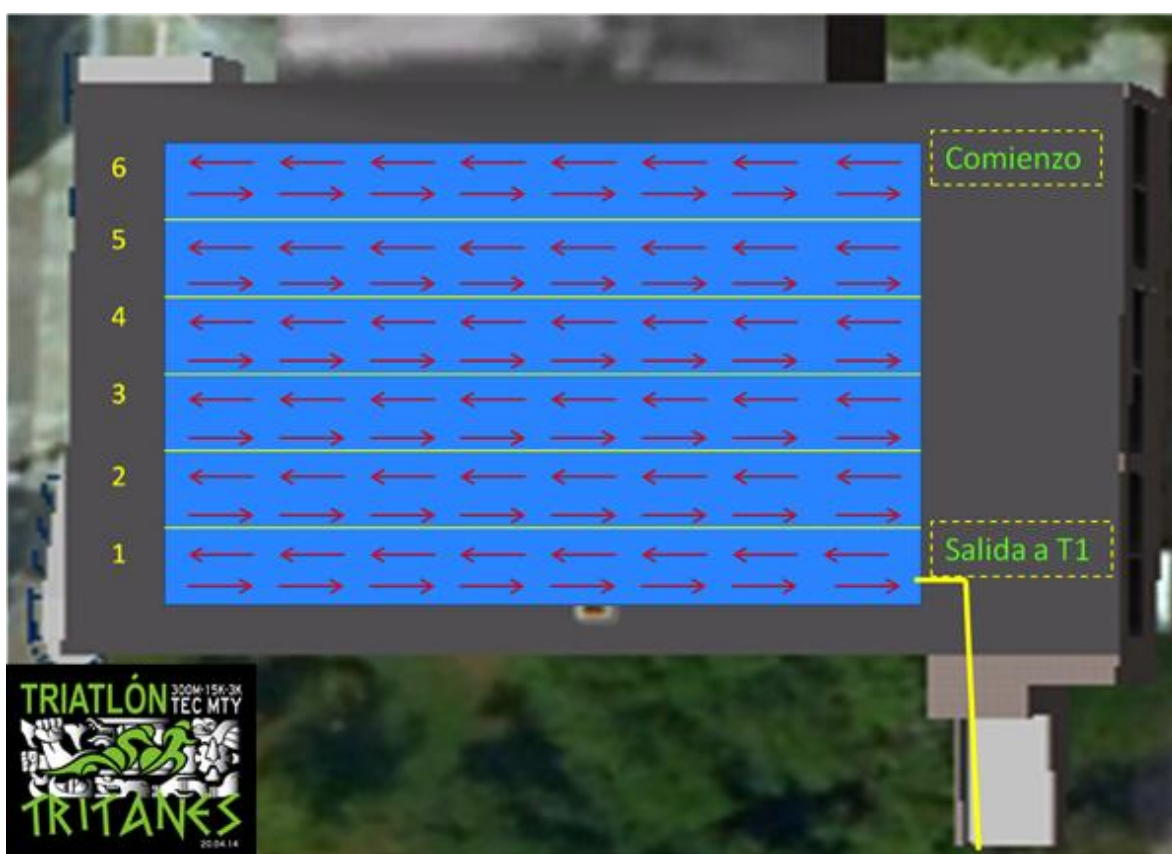 6
Comienzo
5
4
3
2
1
Salida a T1
TRIATLÓN
300M·15K·3K
TEC MTY
TRITANES
20.04.14